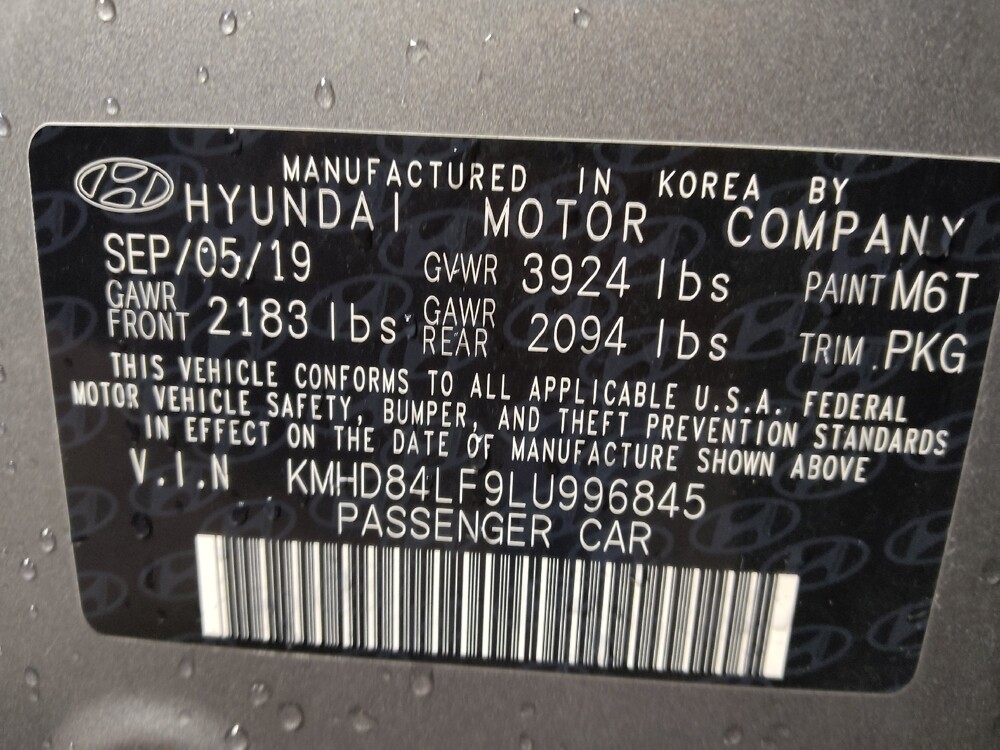 MANUFACTURED IN KOREA BY
HYUNDAI MOTOR COMPANY
SEP/05/19 GVWR 3924 lbs PAINT M6T
GAWR FRONT 2183 lbs GAWR REAR 2094 lbs TRIM PKG
THIS VEHICLE CONFORMS TO ALL APPLICABLE U.S.A. FEDERAL
MOTOR VEHICLE SAFETY, BUMPER, AND THEFT PREVENTION STANDARDS
IN EFFECT ON THE DATE OF MANUFACTURE SHOWN ABOVE
V.I.N KMHD84LF9LU996845
PASSENGER CAR